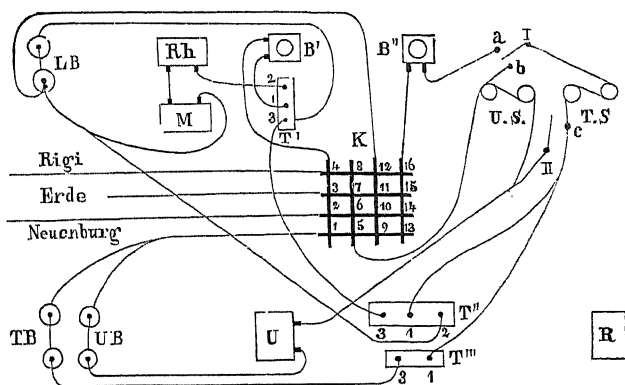 I
LB
Rh
B'
B"
a
b
M
2
1
3
T'
U.S.
T.S
c
K
II
4 8 12 16
Rigi
3 7 11 15
Erde
2 6 10 14
Neuenburg
1 5 9 13
TB
UB
U
T"
3 1 2
T"'
3 1
R